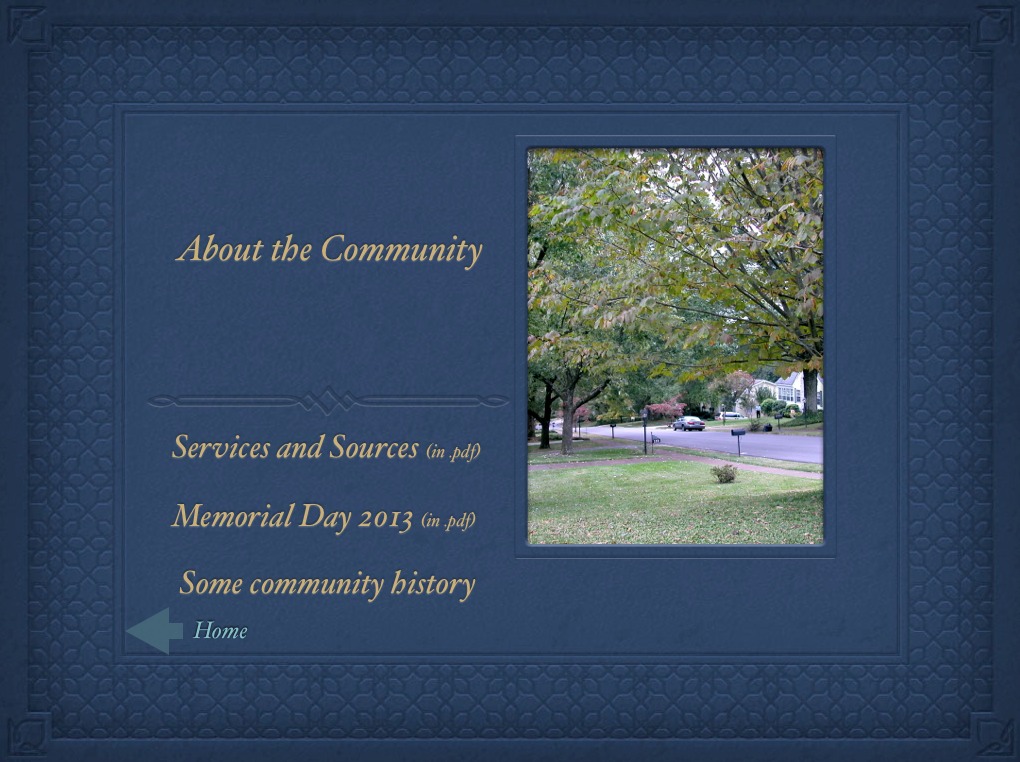 About the Community
Services and Sources (in .pdf)
Memorial Day 2013 (in .pdf)
Some community history
Home